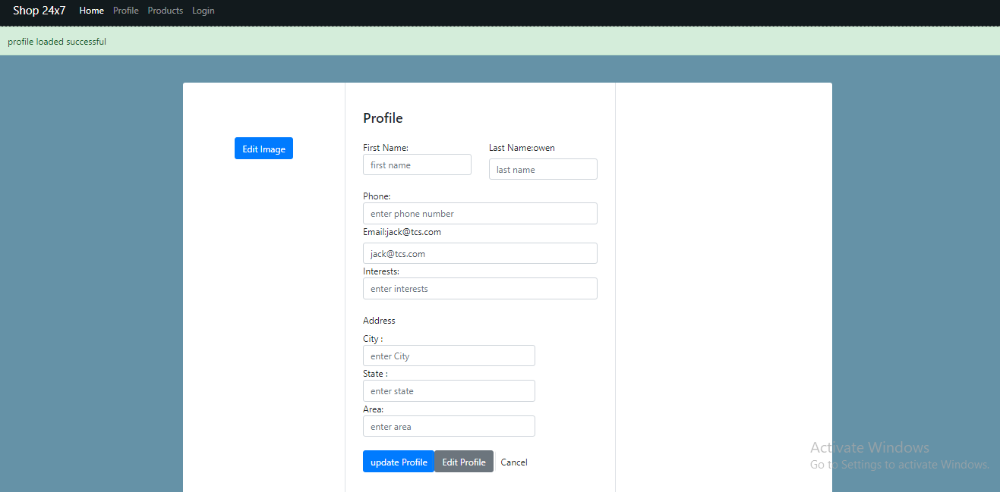 Shop 24x7 Home Profile Products Login
profile loaded successful
Edit Image
Profile
First Name: Last Name:owen
first name last name
Phone:
enter phone number
Email:jack@tcs.com
jack@tcs.com
Interests:
enter interests
Address
City :
enter City
State :
enter state
Area:
enter area
update Profile Edit Profile Cancel
Activate Windows
Go to Settings to activate Windows.